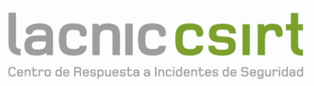 lacnic csirt
Centro de Respuesta a Incidentes de Seguridad